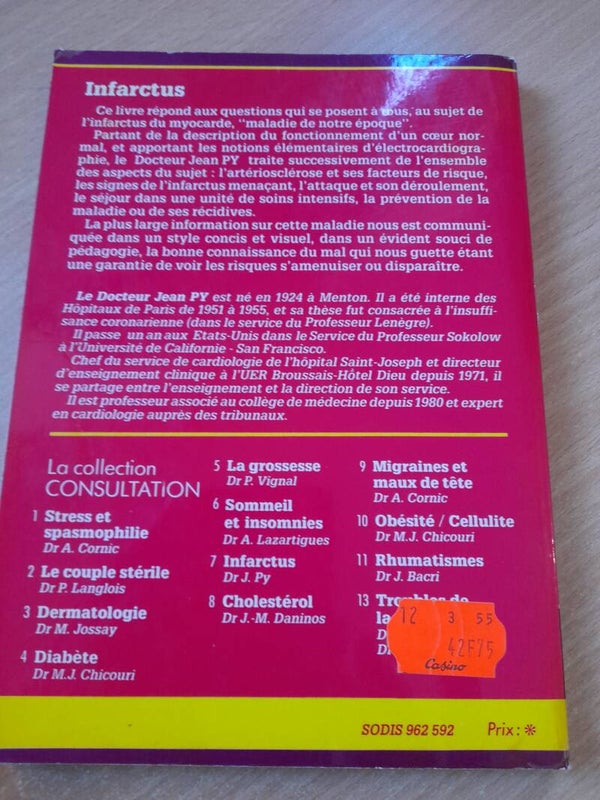 Infarctus
Ce livre répond aux questions qui se posent à tous, au sujet de
l'infarctus du myocarde, "maladie de notre époque".
Partant de la description du fonctionnement d'un cœur nor-
mal, et apportant les notions élémentaires d'électrocardiogra-
phie, le Docteur Jean PY traite successivement de l'ensemble
des aspects du sujet : l'artériosclérose et ses facteurs de risque,
les signes de l'infarctus menaçant, l'attaque et son déroulement,
le séjour dans une unité de soins intensifs, la prévention de la
maladie ou de ses récidives.
La plus large information sur cette maladie nous est communi-
quée dans un style concis et visuel, dans un évident souci de
pédagogie, la bonne connaissance du mal qui nous guette étant
une garantie de voir les risques s'amenuiser ou disparaître.
Le Docteur Jean PY est né en 1924 à Menton. Il a été interne des
Hôpitaux de Paris de 1951 à 1955, et sa thèse fut consacrée à l'insuffi-
sance coronarienne (dans le service du Professeur Lenègre).
Il passe un an aux Etats-Unis dans le Service du Professeur Sokolow
à l'Université de Californie - San Francisco.
Chef du service de cardiologie de l'hôpital Saint-Joseph et directeur
d'enseignement clinique à l'UER Broussais-Hôtel Dieu depuis 1971, il
se partage entre l'enseignement et la direction de son service.
Il est professeur associé au collège de médecine depuis 1980 et expert
en cardiologie auprès des tribunaux.
La collection
CONSULTATION
1 Stress et
spasmophilie
Dr A. Cornic
2 Le couple stérile
Dr P. Langlois
3 Dermatologie
Dr M. Jossay
4 Diabète
Dr M.J. Chicouri
5 La grossesse
Dr P. Vignal
6 Sommeil
et insomnies
Dr A. Lazartigues
7 Infarctus
Dr J. Py
8 Cholestérol
Dr J.-M. Daninos
9 Migraines et
maux de tête
Dr A. Cornic
10 Obésité / Cellulite
Dr M.J. Chicouri
11 Rhumatismes
Dr J. Bacri
13 Troubles de
la
12 3 55
42F75
Casino
SODIS 962 592 Prix : *